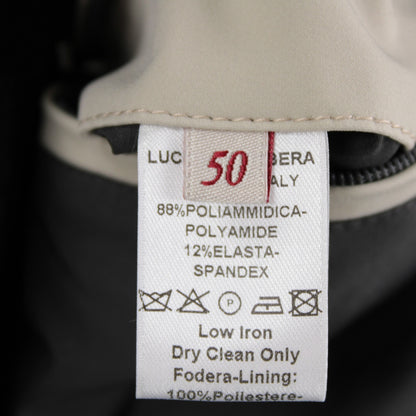 LUC BERA
50
ALY
88%POLIAMMIDICA-
POLYAMIDE
12%ELASTA-
SPANDEX
P
Low Iron
Dry Clean Only
Fodera-Lining:
100%Poliestere-